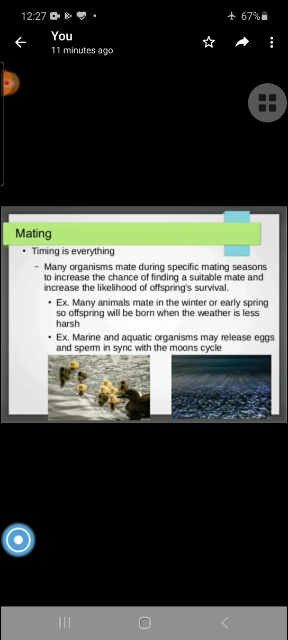 12:27
67%
You
11 minutes ago
Mating
• Timing is everything
– Many organisms mate during specific mating seasons
to increase the chance of finding a suitable mate and
increase the likelihood of offspring's survival.
• Ex. Many animals mate in the winter or early spring
so offspring will be born when the weather is less
harsh
• Ex. Marine and aquatic organisms may release eggs
and sperm in sync with the moons cycle